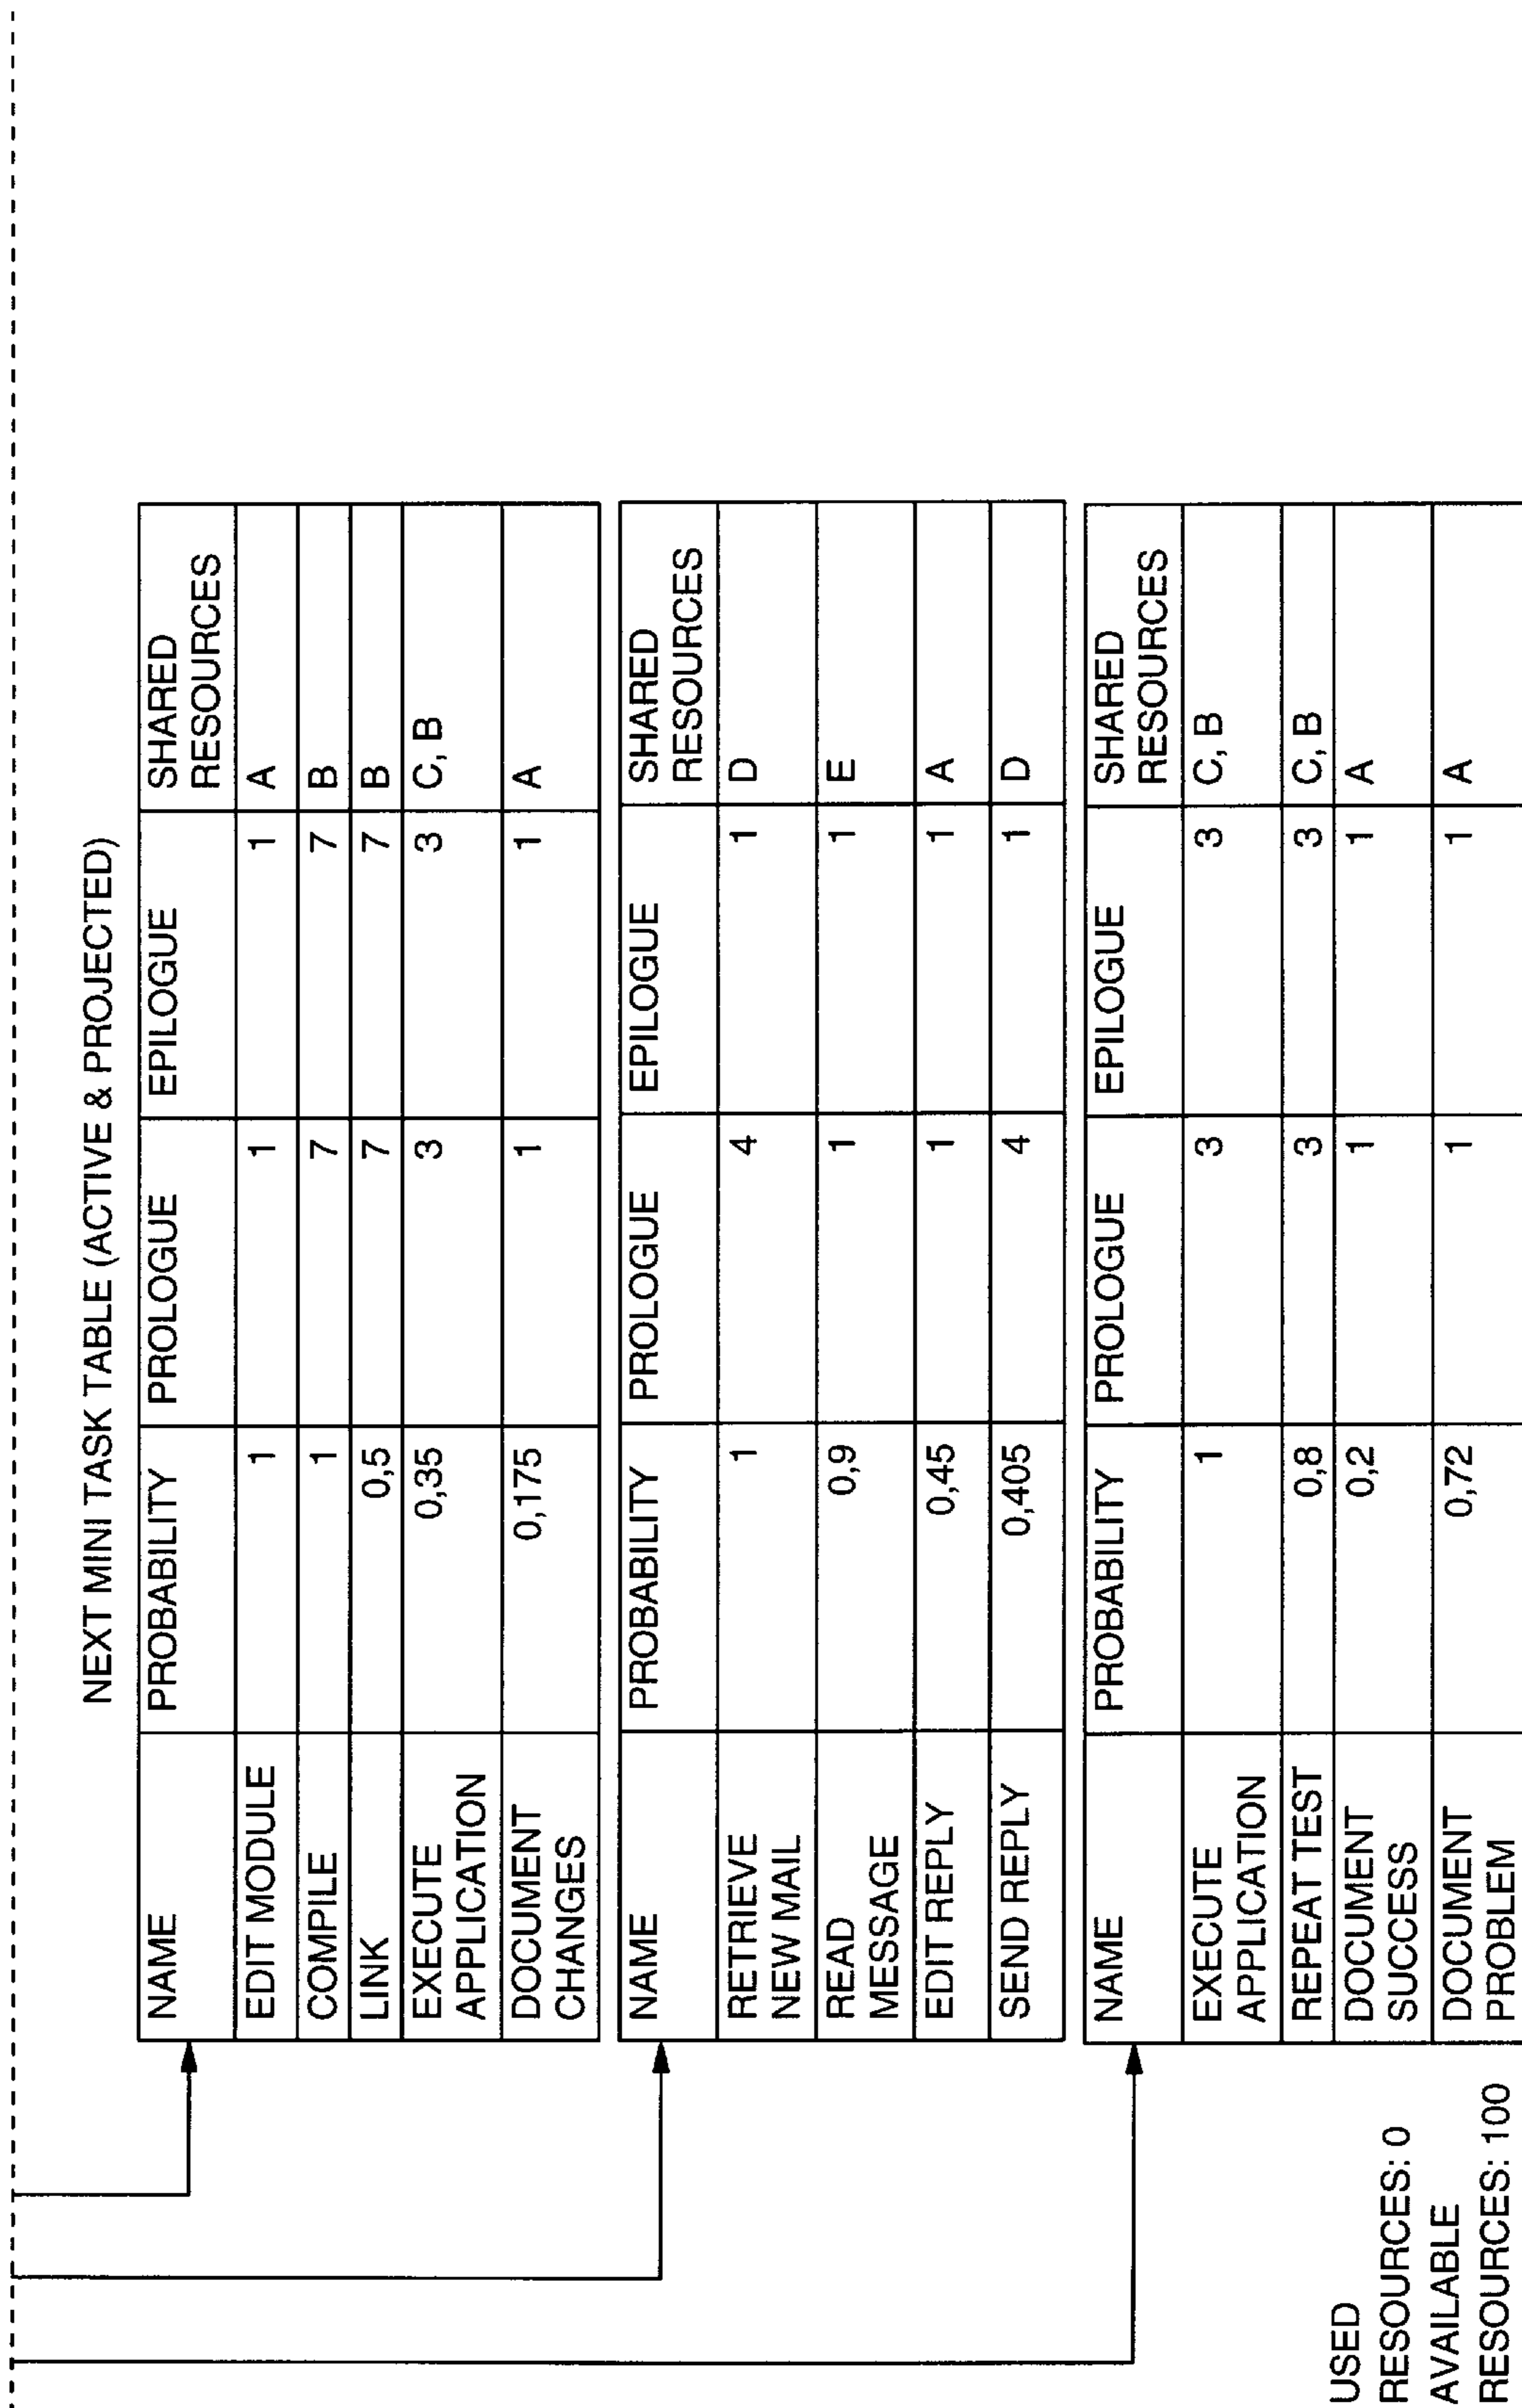 NEXT MINI TASK TABLE (ACTIVE & PROJECTED)
NAME PROBABILITY PROLOGUE EPILOGUE SHARED
RESOURCES
EDIT MODULE 1 1 1 A
COMPILE 1 7 7 B
LINK 0,5 7 7 B
EXECUTE 0,35 3 3 C, B
APPLICATION
DOCUMENT 0,175 1 1 A
CHANGES
NAME PROBABILITY PROLOGUE EPILOGUE SHARED
RESOURCES
RETRIEVE 1 4 1 D
NEW MAIL
READ 0,9 1 1 E
MESSAGE
EDIT REPLY 0,45 1 1 A
SEND REPLY 0,405 4 1 D
NAME PROBABILITY PROLOGUE EPILOGUE SHARED
RESOURCES
EXECUTE 1 3 3 C, B
APPLICATION
REPEAT TEST 0,8 3 3 C, B
DOCUMENT 0,2 1 1 A
SUCCESS
DOCUMENT 0,72 1 1 A
PROBLEM
USED
RESOURCES: 0
AVAILABLE
RESOURCES: 100